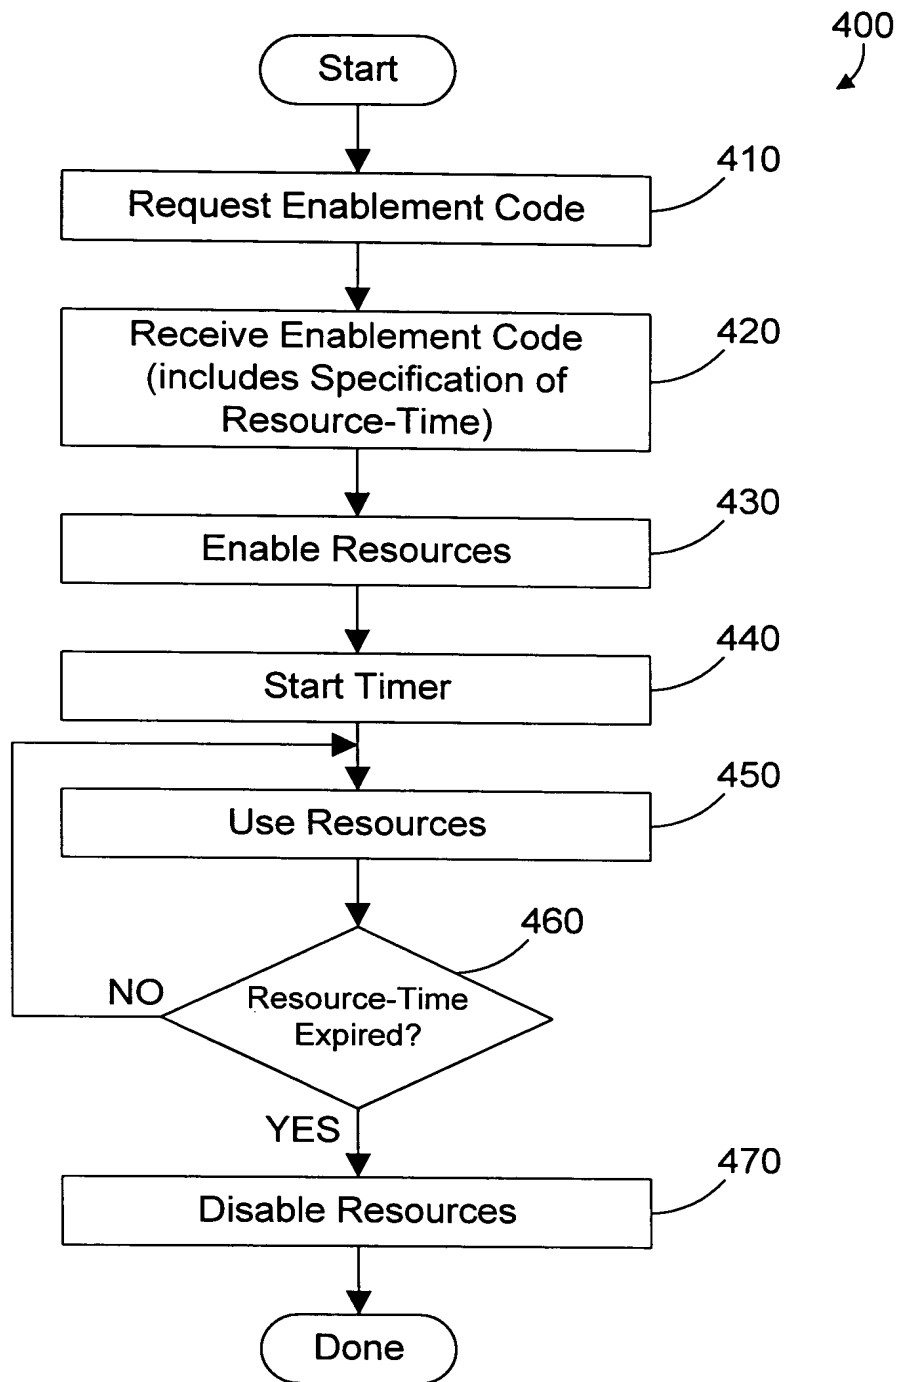 400
Start
410
Request Enablement Code
420
Receive Enablement Code
(includes Specification of
Resource-Time)
430
Enable Resources
440
Start Timer
450
Use Resources
460
NO
Resource-Time
Expired?
YES
470
Disable Resources
Done